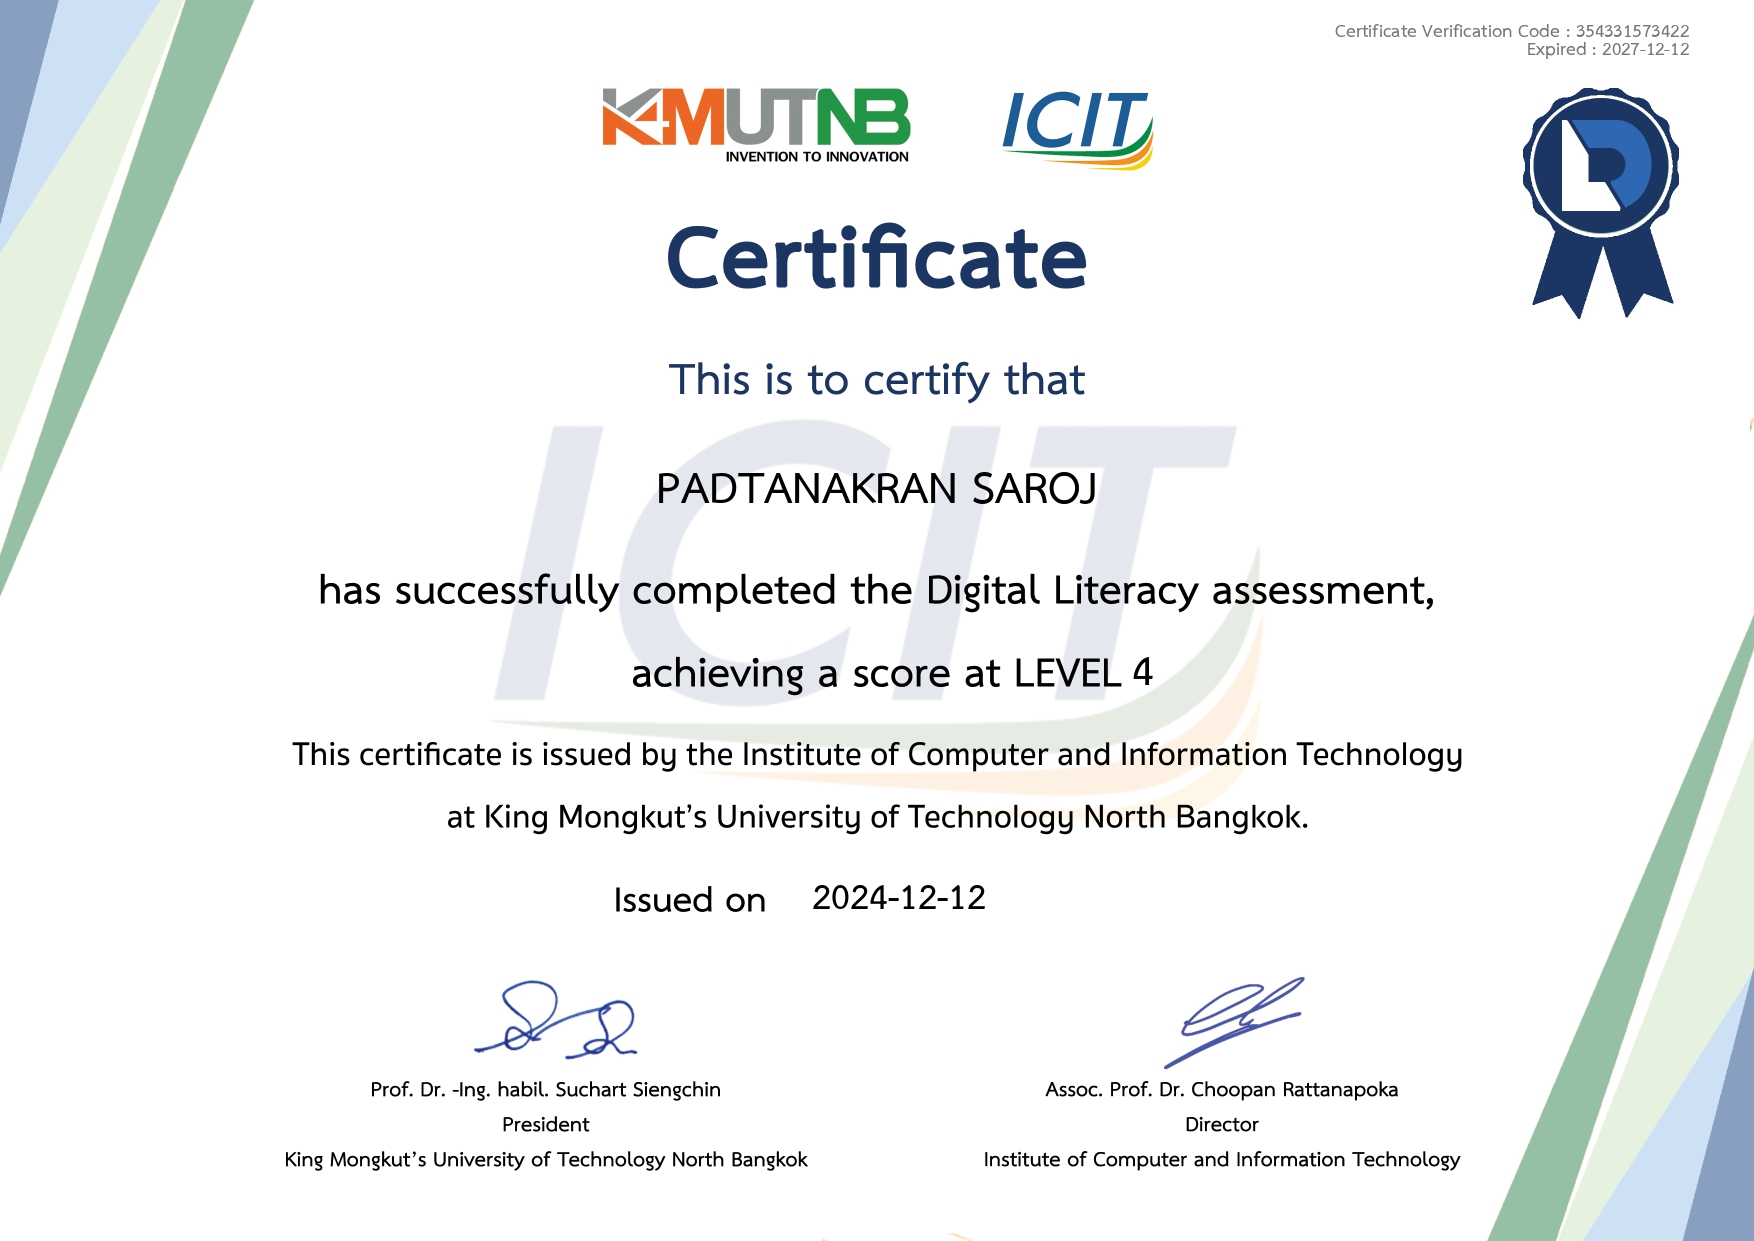 Certificate Verification Code : 354331573422
Expired : 2027-12-12
KMUTNB
INVENTION TO INNOVATION
ICIT
Certificate
This is to certify that
PADTANAKRAN SAROJ
has successfully completed the Digital Literacy assessment,
achieving a score at LEVEL 4
This certificate is issued by the Institute of Computer and Information Technology
at King Mongkut’s University of Technology North Bangkok.
Issued on 2024-12-12
Prof. Dr. -Ing. habil. Suchart Siengchin
President
King Mongkut’s University of Technology North Bangkok
Assoc. Prof. Dr. Choopan Rattanapoka
Director
Institute of Computer and Information Technology